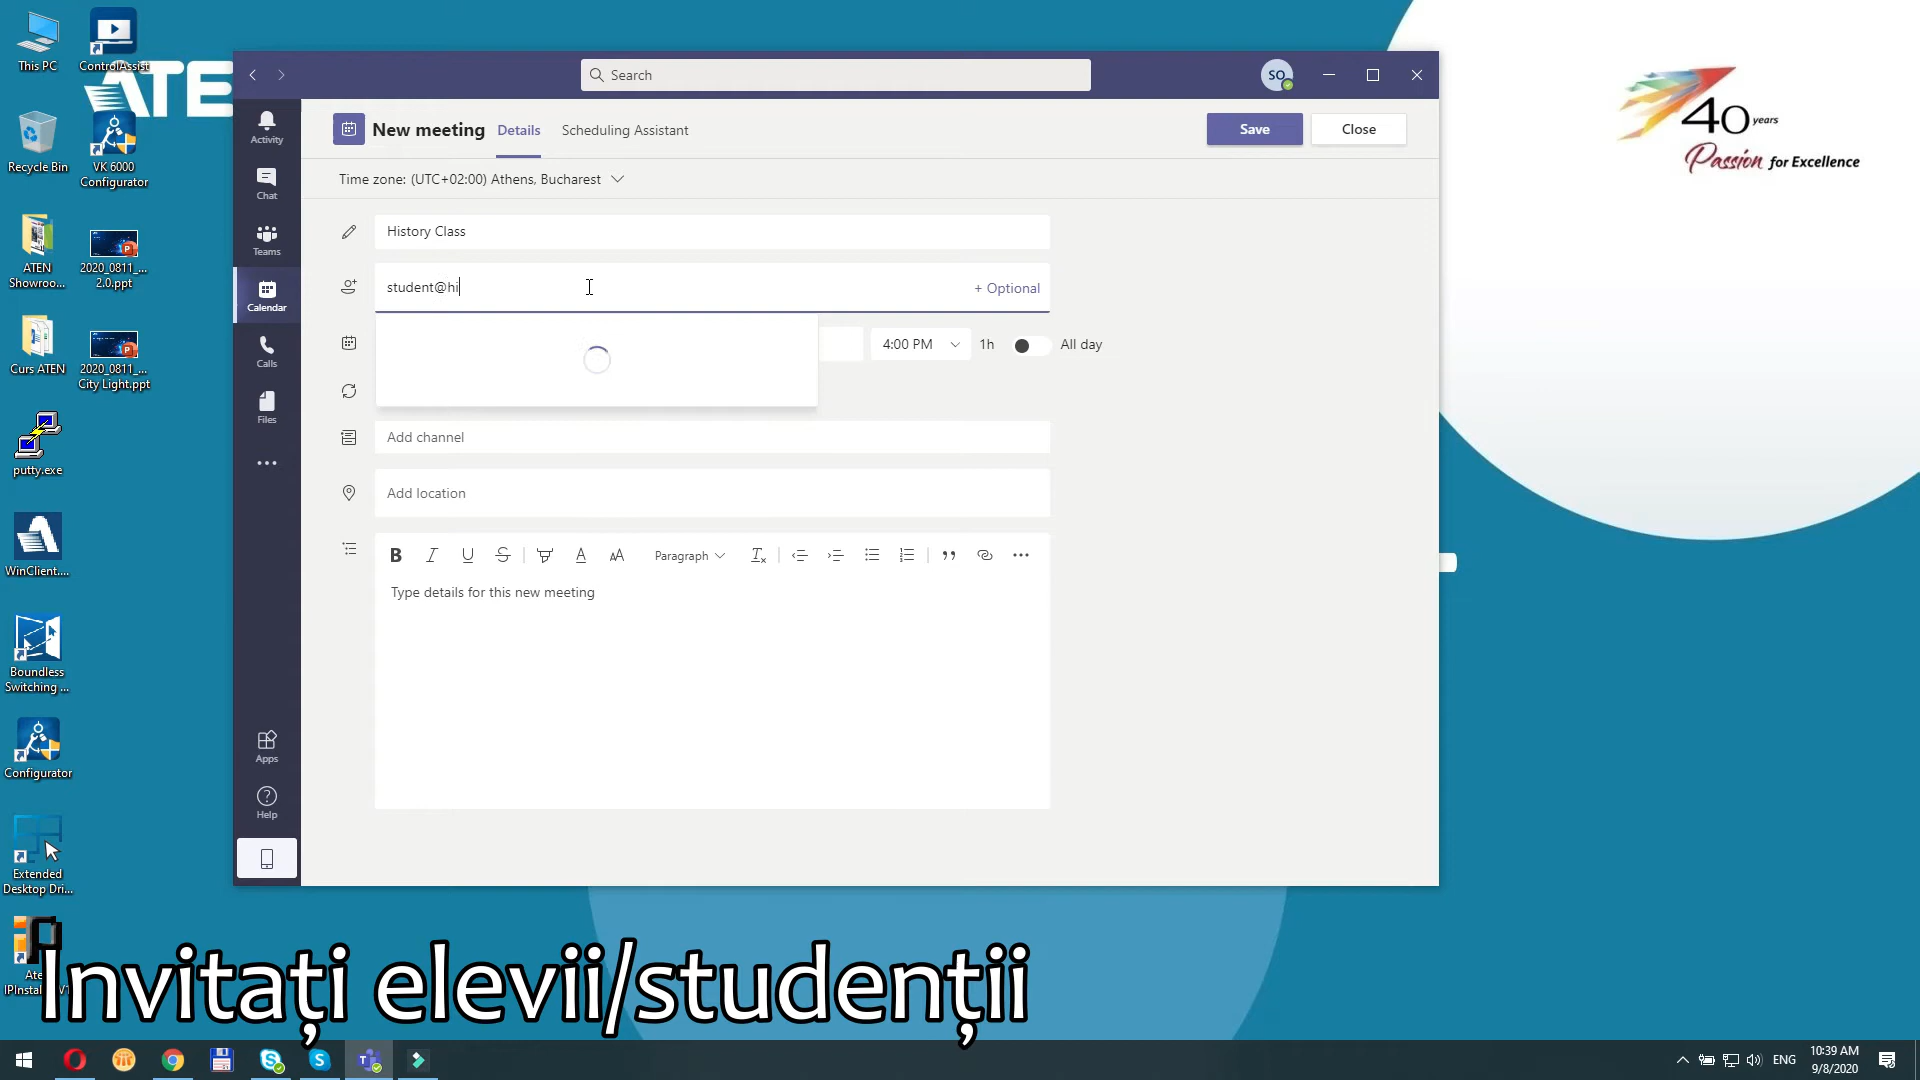 This PC
ControlAssist
ATEN
Recycle Bin
VK 6000
Configurator
ATEN
Showroo...
2020_0811_...
2.0.ppt
Curs ATEN
2020_0811_...
City Light.ppt
putty.exe
WinClient....
Boundless
Switching ...
Configurator
Extended
Desktop Dri...
Search
SO
Activity
Chat
Teams
Calendar
Calls
Files
Apps
Help
New meeting
Details
Scheduling Assistant
Save
Close
Time zone: (UTC+02:00) Athens, Bucharest
History Class
student@hi
+ Optional
4:00 PM
1h
All day
Add channel
Add location
B I U S A AA Paragraph
Type details for this new meeting
40 years
Passion for Excellence
Invitați elevii/studenții
ENG
10:39 AM
9/8/2020